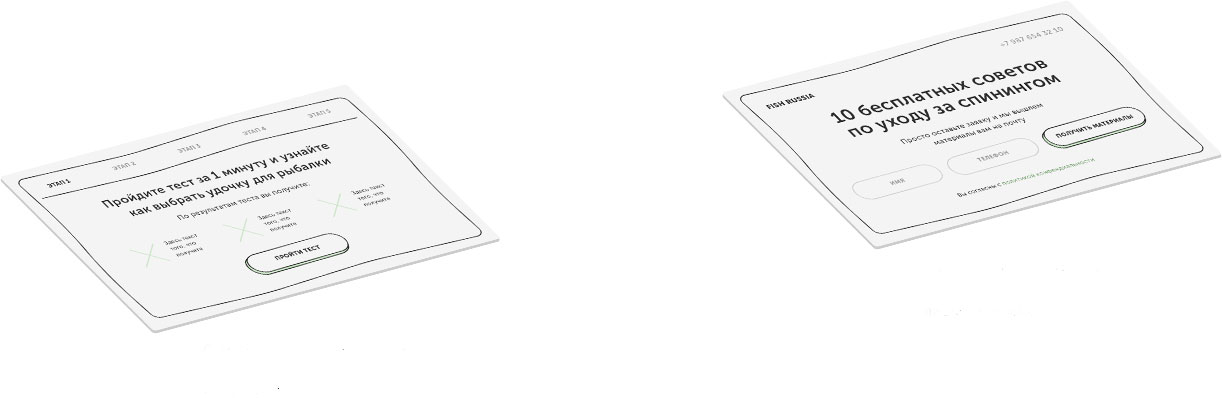 ЭТАП 1
ЭТАП 2
ЭТАП 3
ЭТАП 4
ЭТАП 5
Пройдите тест за 1 минуту и узнайте
как выбрать удочку для рыбалки
По результатам теста вы получите:
Здесь текст
того, что
получите
Здесь текст
того, что
получите
Здесь текст
того, что
получите
ПРОЙТИ ТЕСТ
FISH RUSSIA
+7 987 654 32 10
10 бесплатных советов
по уходу за спинингом
Просто оставьте заявку и мы вышлем
материалы вам на почту
ИМЯ
ТЕЛЕФОН
ПОЛУЧИТЬ МАТЕРИАЛЫ
Вы согласны с политикой конфиденциальности